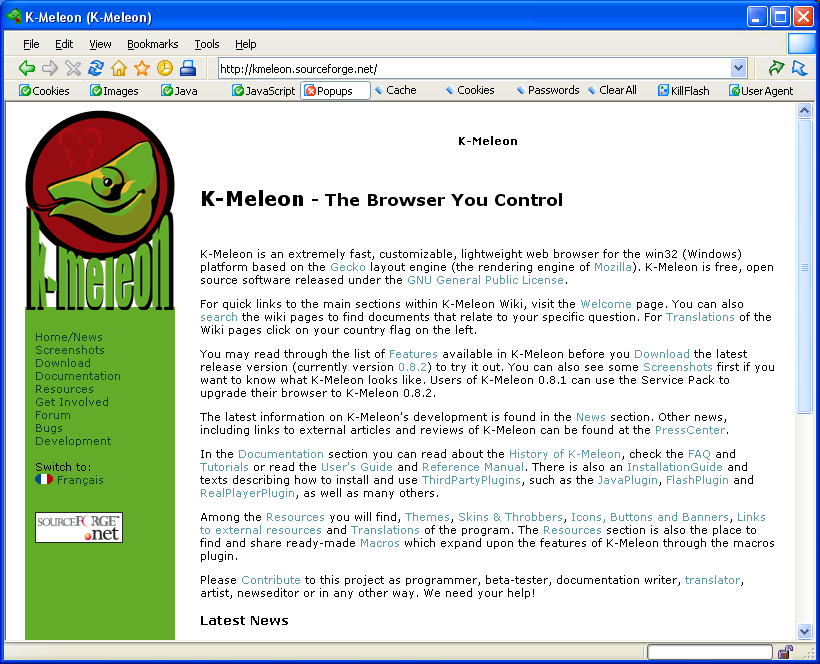 K-Meleon (K-Meleon)
File Edit View Bookmarks Tools Help
http://kmeleon.sourceforge.net/
Cookies Images Java JavaScript Popups Cache Cookies Passwords Clear All KillFlash User Agent
K-Meleon
k-meleon
K-Meleon - The Browser You Control
K-Meleon is an extremely fast, customizable, lightweight web browser for the win32 (Windows)
platform based on the Gecko layout engine (the rendering engine of Mozilla). K-Meleon is free, open
source software released under the GNU General Public License.
For quick links to the main sections within K-Meleon Wiki, visit the Welcome page. You can also
search the wiki pages to find documents that relate to your specific question. For Translations of the
Wiki pages click on your country flag on the left.
You may read through the list of Features available in K-Meleon before you Download the latest
release version (currently version 0.8.2) to try it out. You can also see some Screenshots first if you
want to know what K-Meleon looks like. Users of K-Meleon 0.8.1 can use the Service Pack to
upgrade their browser to K-Meleon 0.8.2.
The latest information on K-Meleon's development is found in the News section. Other news,
including links to external articles and reviews of K-Meleon can be found at the PressCenter.
In the Documentation section you can read about the History of K-Meleon, check the FAQ and
Tutorials or read the User's Guide and Reference Manual. There is also an InstallationGuide and
texts describing how to install and use ThirdPartyPlugins, such as the JavaPlugin, FlashPlugin and
RealPlayerPlugin, as well as many others.
Among the Resources you will find, Themes, Skins & Throbbers, Icons, Buttons and Banners, Links
to external resources and Translations of the program. The Resources section is also the place to
find and share ready-made Macros which expand upon the features of K-Meleon through the macros
plugin.
Please Contribute to this project as programmer, beta-tester, documentation writer, translator,
artist, newseditor or in any other way. We need your help!
Latest News
Home/News
Screenshots
Download
Documentation
Resources
Get Involved
Forum
Bugs
Development
Switch to:
Français
SOURCEFORGE™
.net